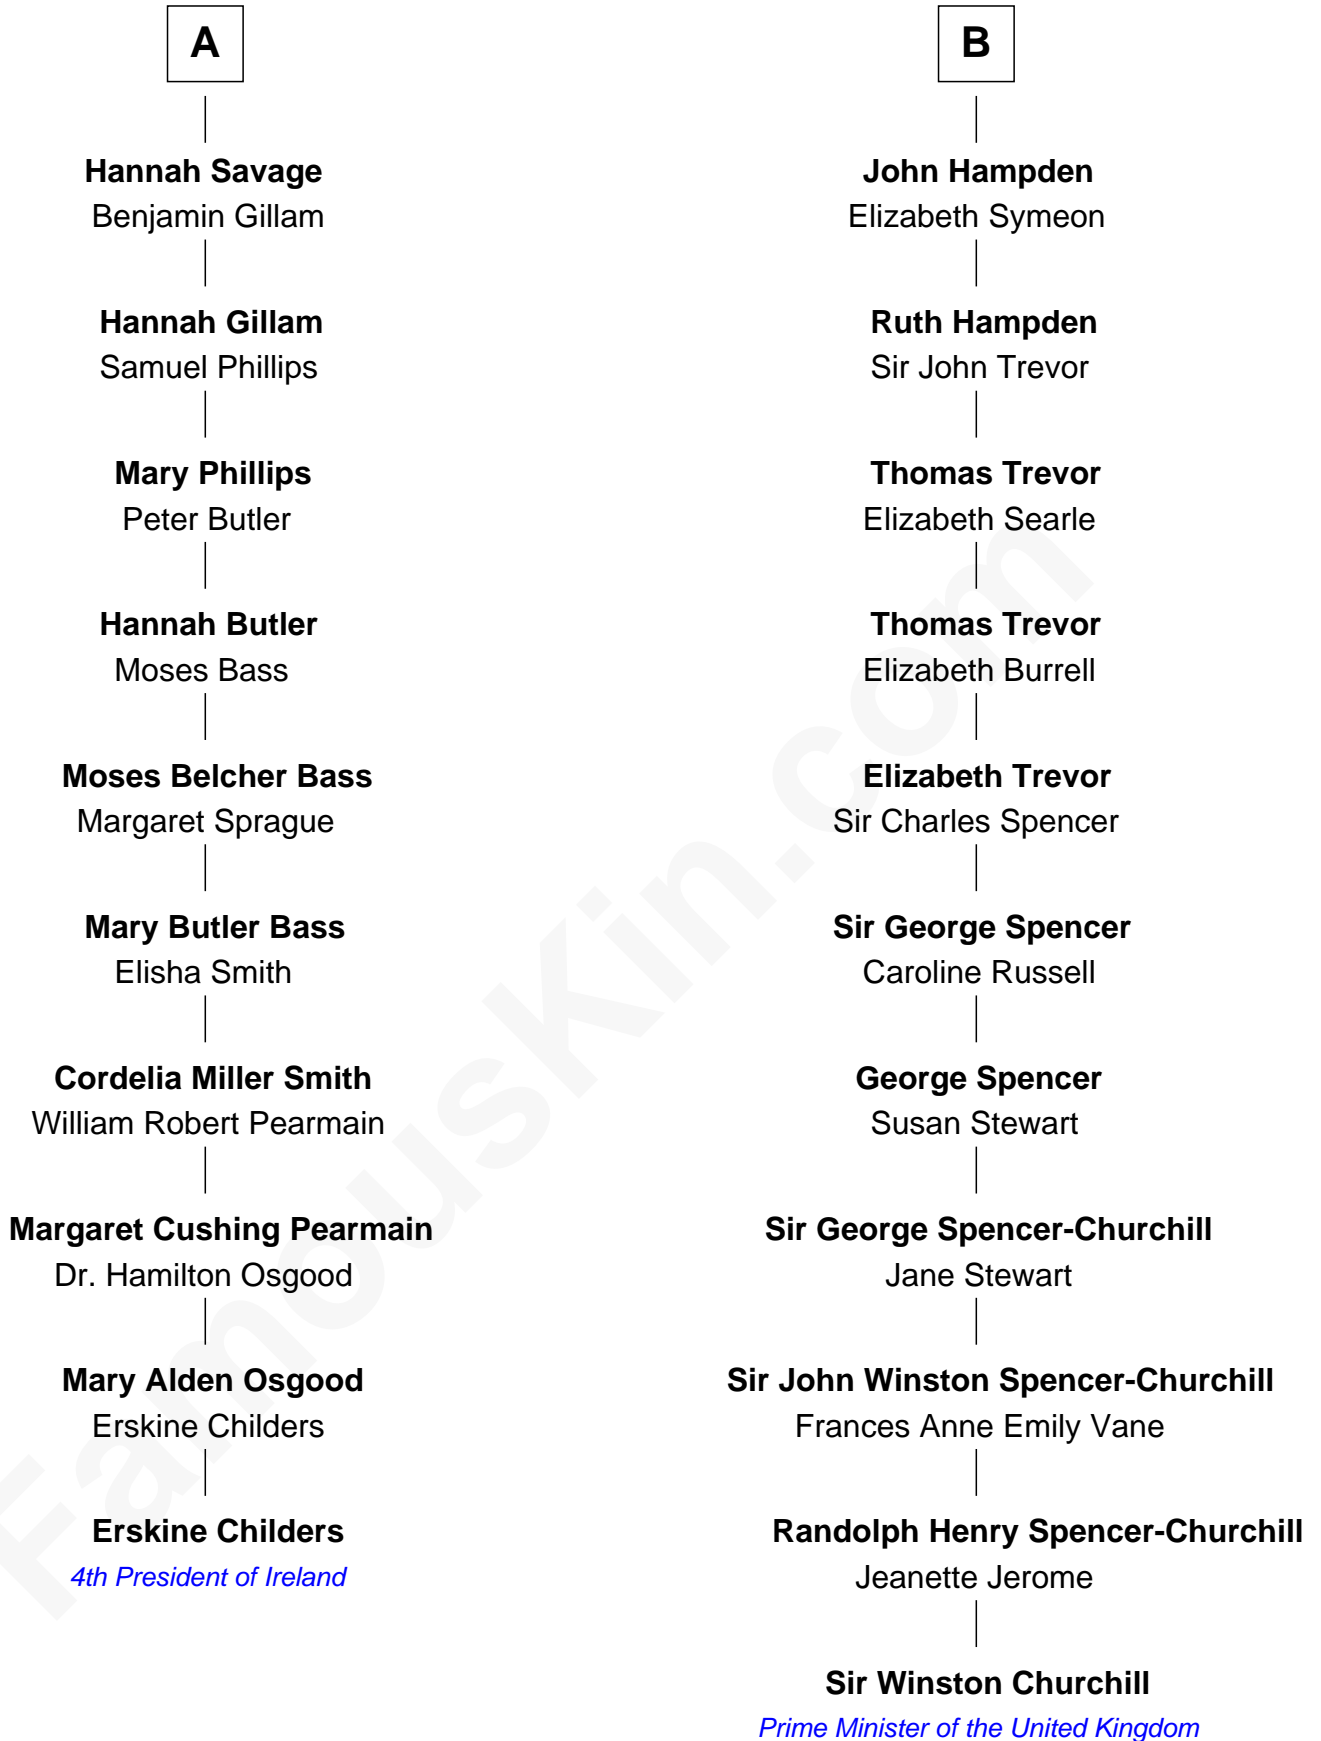 A
Hannah Savage
Benjamin Gillam
Hannah Gillam
Samuel Phillips
Mary Phillips
Peter Butler
Hannah Butler
Moses Bass
Moses Belcher Bass
Margaret Sprague
Mary Butler Bass
Elisha Smith
Cordelia Miller Smith
William Robert Pearmain
Margaret Cushing Pearmain
Dr. Hamilton Osgood
Mary Alden Osgood
Erskine Childers
Erskine Childers
4th President of Ireland
B
John Hampden
Elizabeth Symeon
Ruth Hampden
Sir John Trevor
Thomas Trevor
Elizabeth Searle
Thomas Trevor
Elizabeth Burrell
Elizabeth Trevor
Sir Charles Spencer
Sir George Spencer
Caroline Russell
George Spencer
Susan Stewart
Sir George Spencer-Churchill
Jane Stewart
Sir John Winston Spencer-Churchill
Frances Anne Emily Vane
Randolph Henry Spencer-Churchill
Jeanette Jerome
Sir Winston Churchill
Prime Minister of the United Kingdom
FamousKin.com